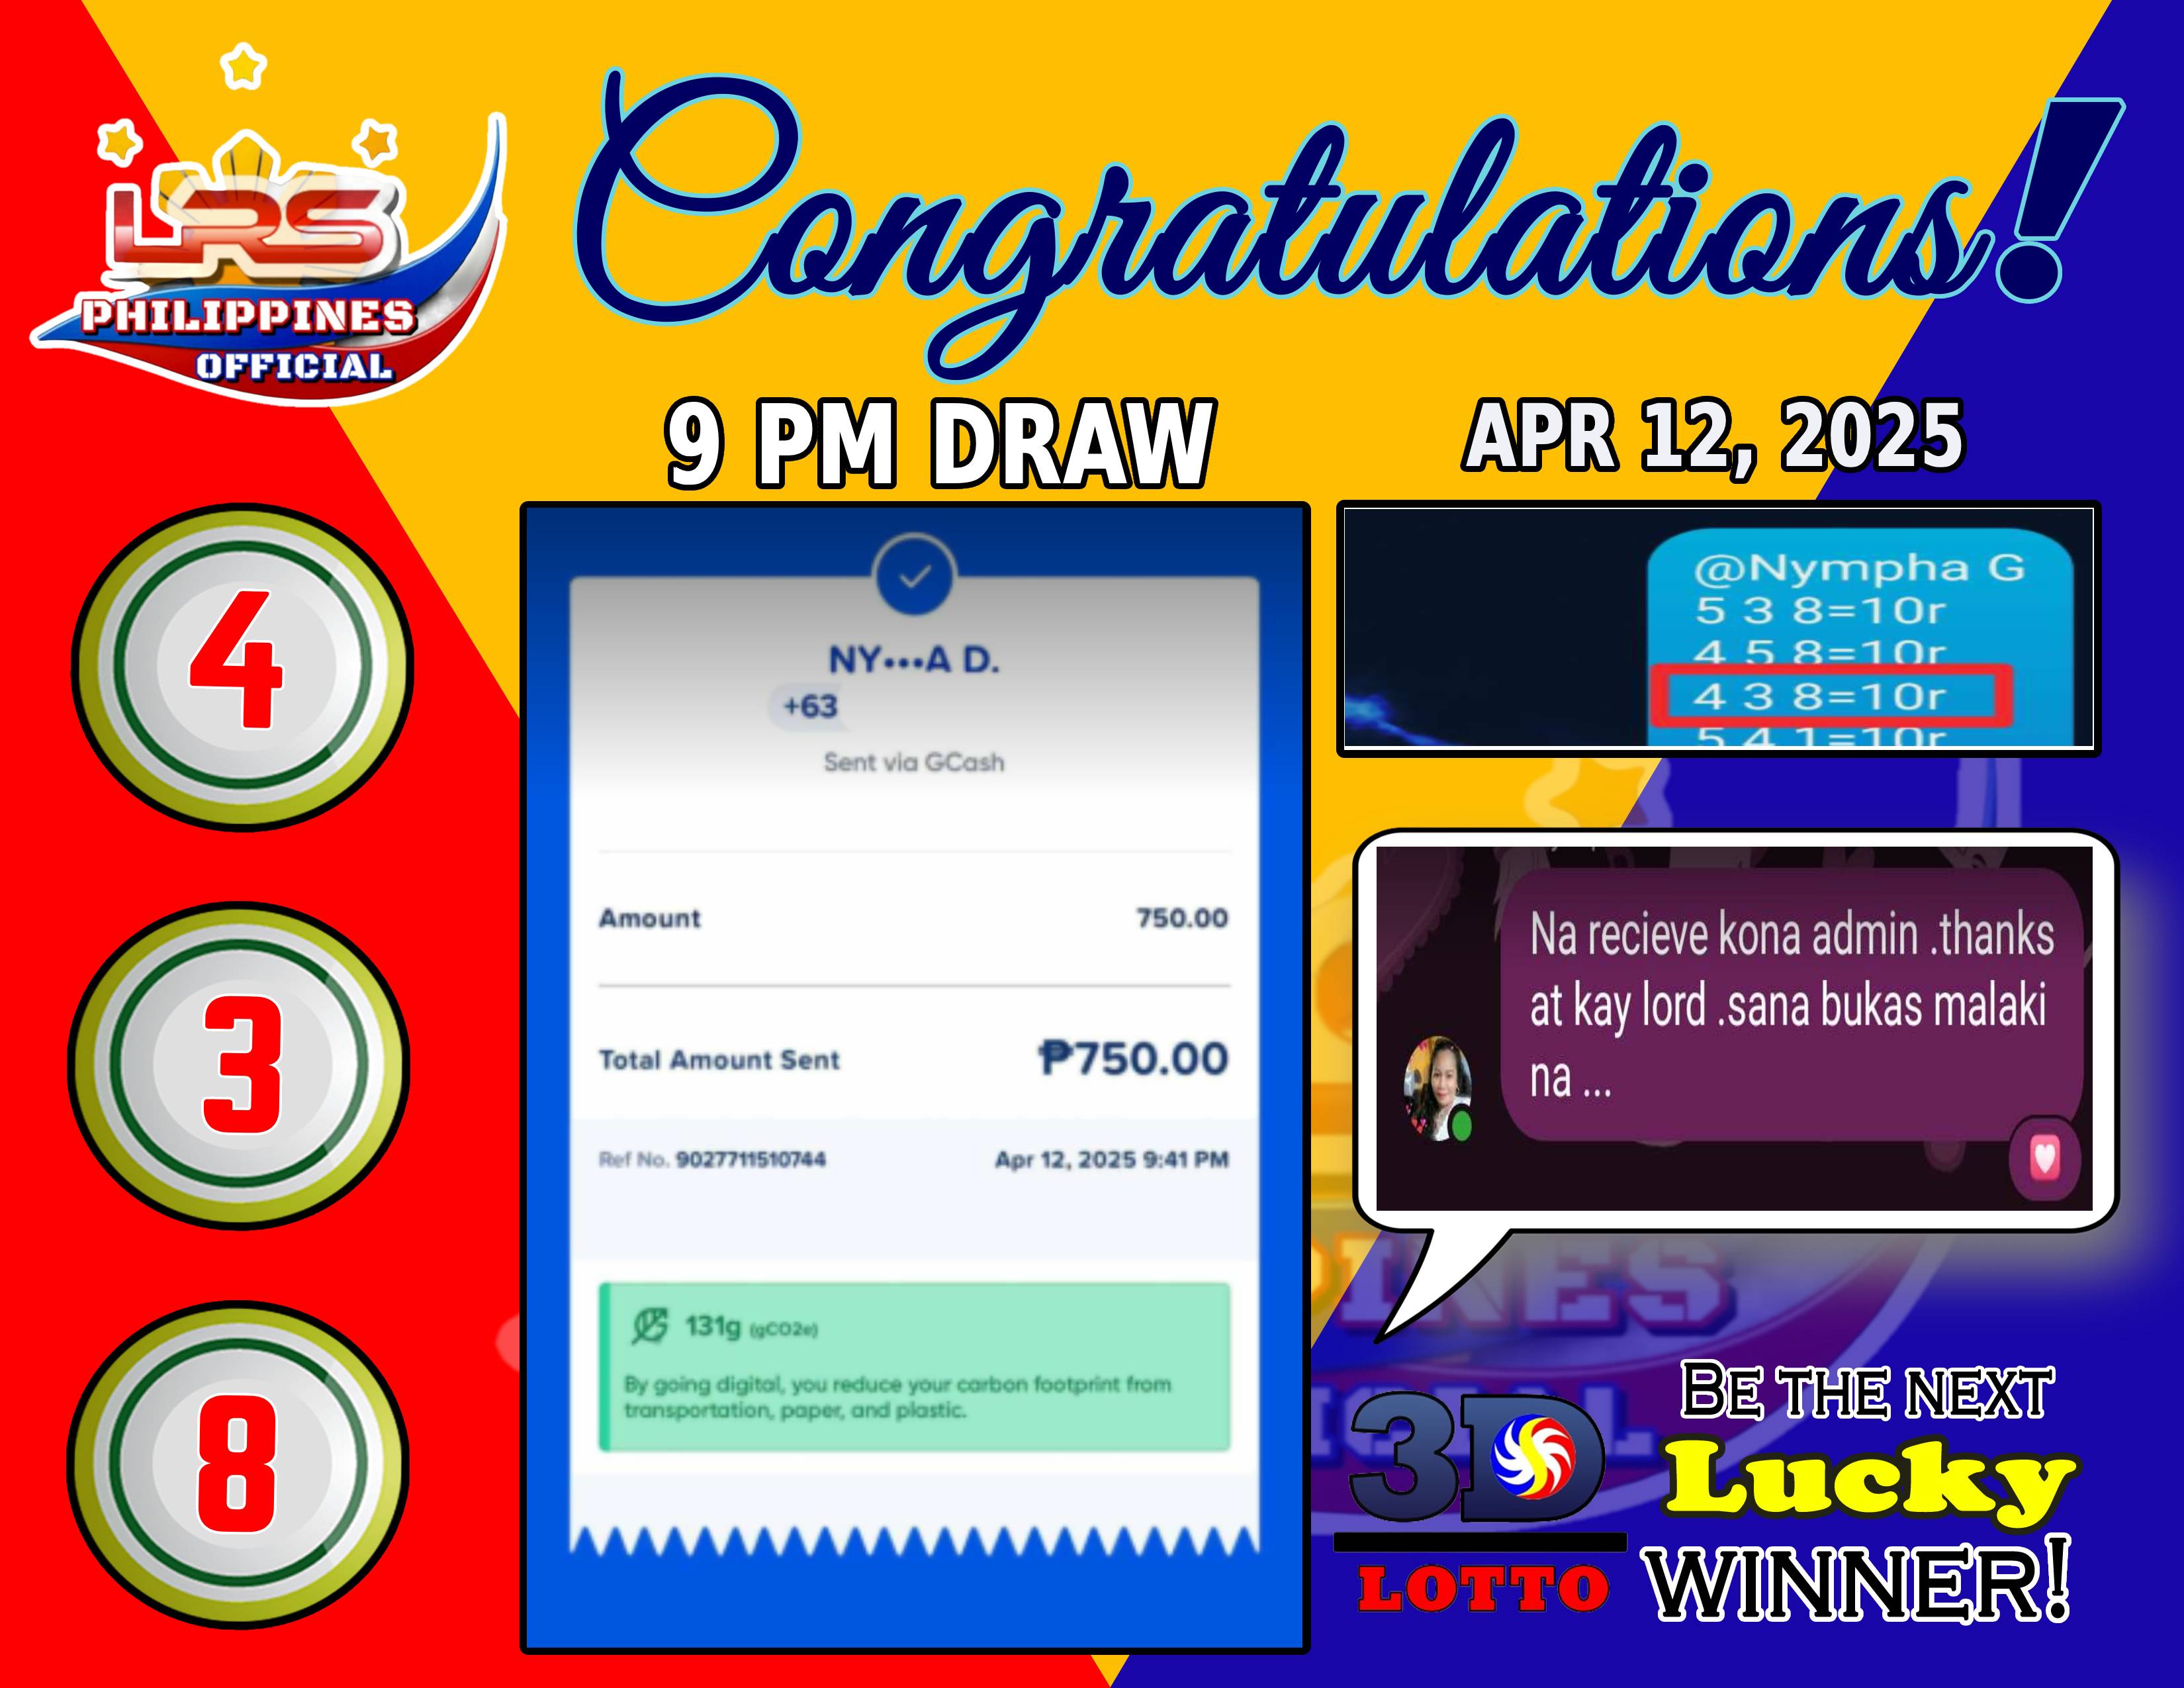 LRS
PHILIPPINES
OFFICIAL
Congratulations!
9 PM DRAW
APR 12, 2025
4
3
8
NY•••A D.
+63
Sent via GCash
Amount 750.00
Total Amount Sent ₱750.00
Ref No. 9027711510744 Apr 12, 2025 9:41 PM
131g (gCO2e)
By going digital, you reduce your carbon footprint from
transportation, paper, and plastic.
@Nympha G
5 3 8=10r
4 5 8=10r
4 3 8=10r
5 4 1=10r
Na recieve kona admin .thanks
at kay lord .sana bukas malaki
na ...
3D
LOTTO
BE THE NEXT
Lucky
WINNER!